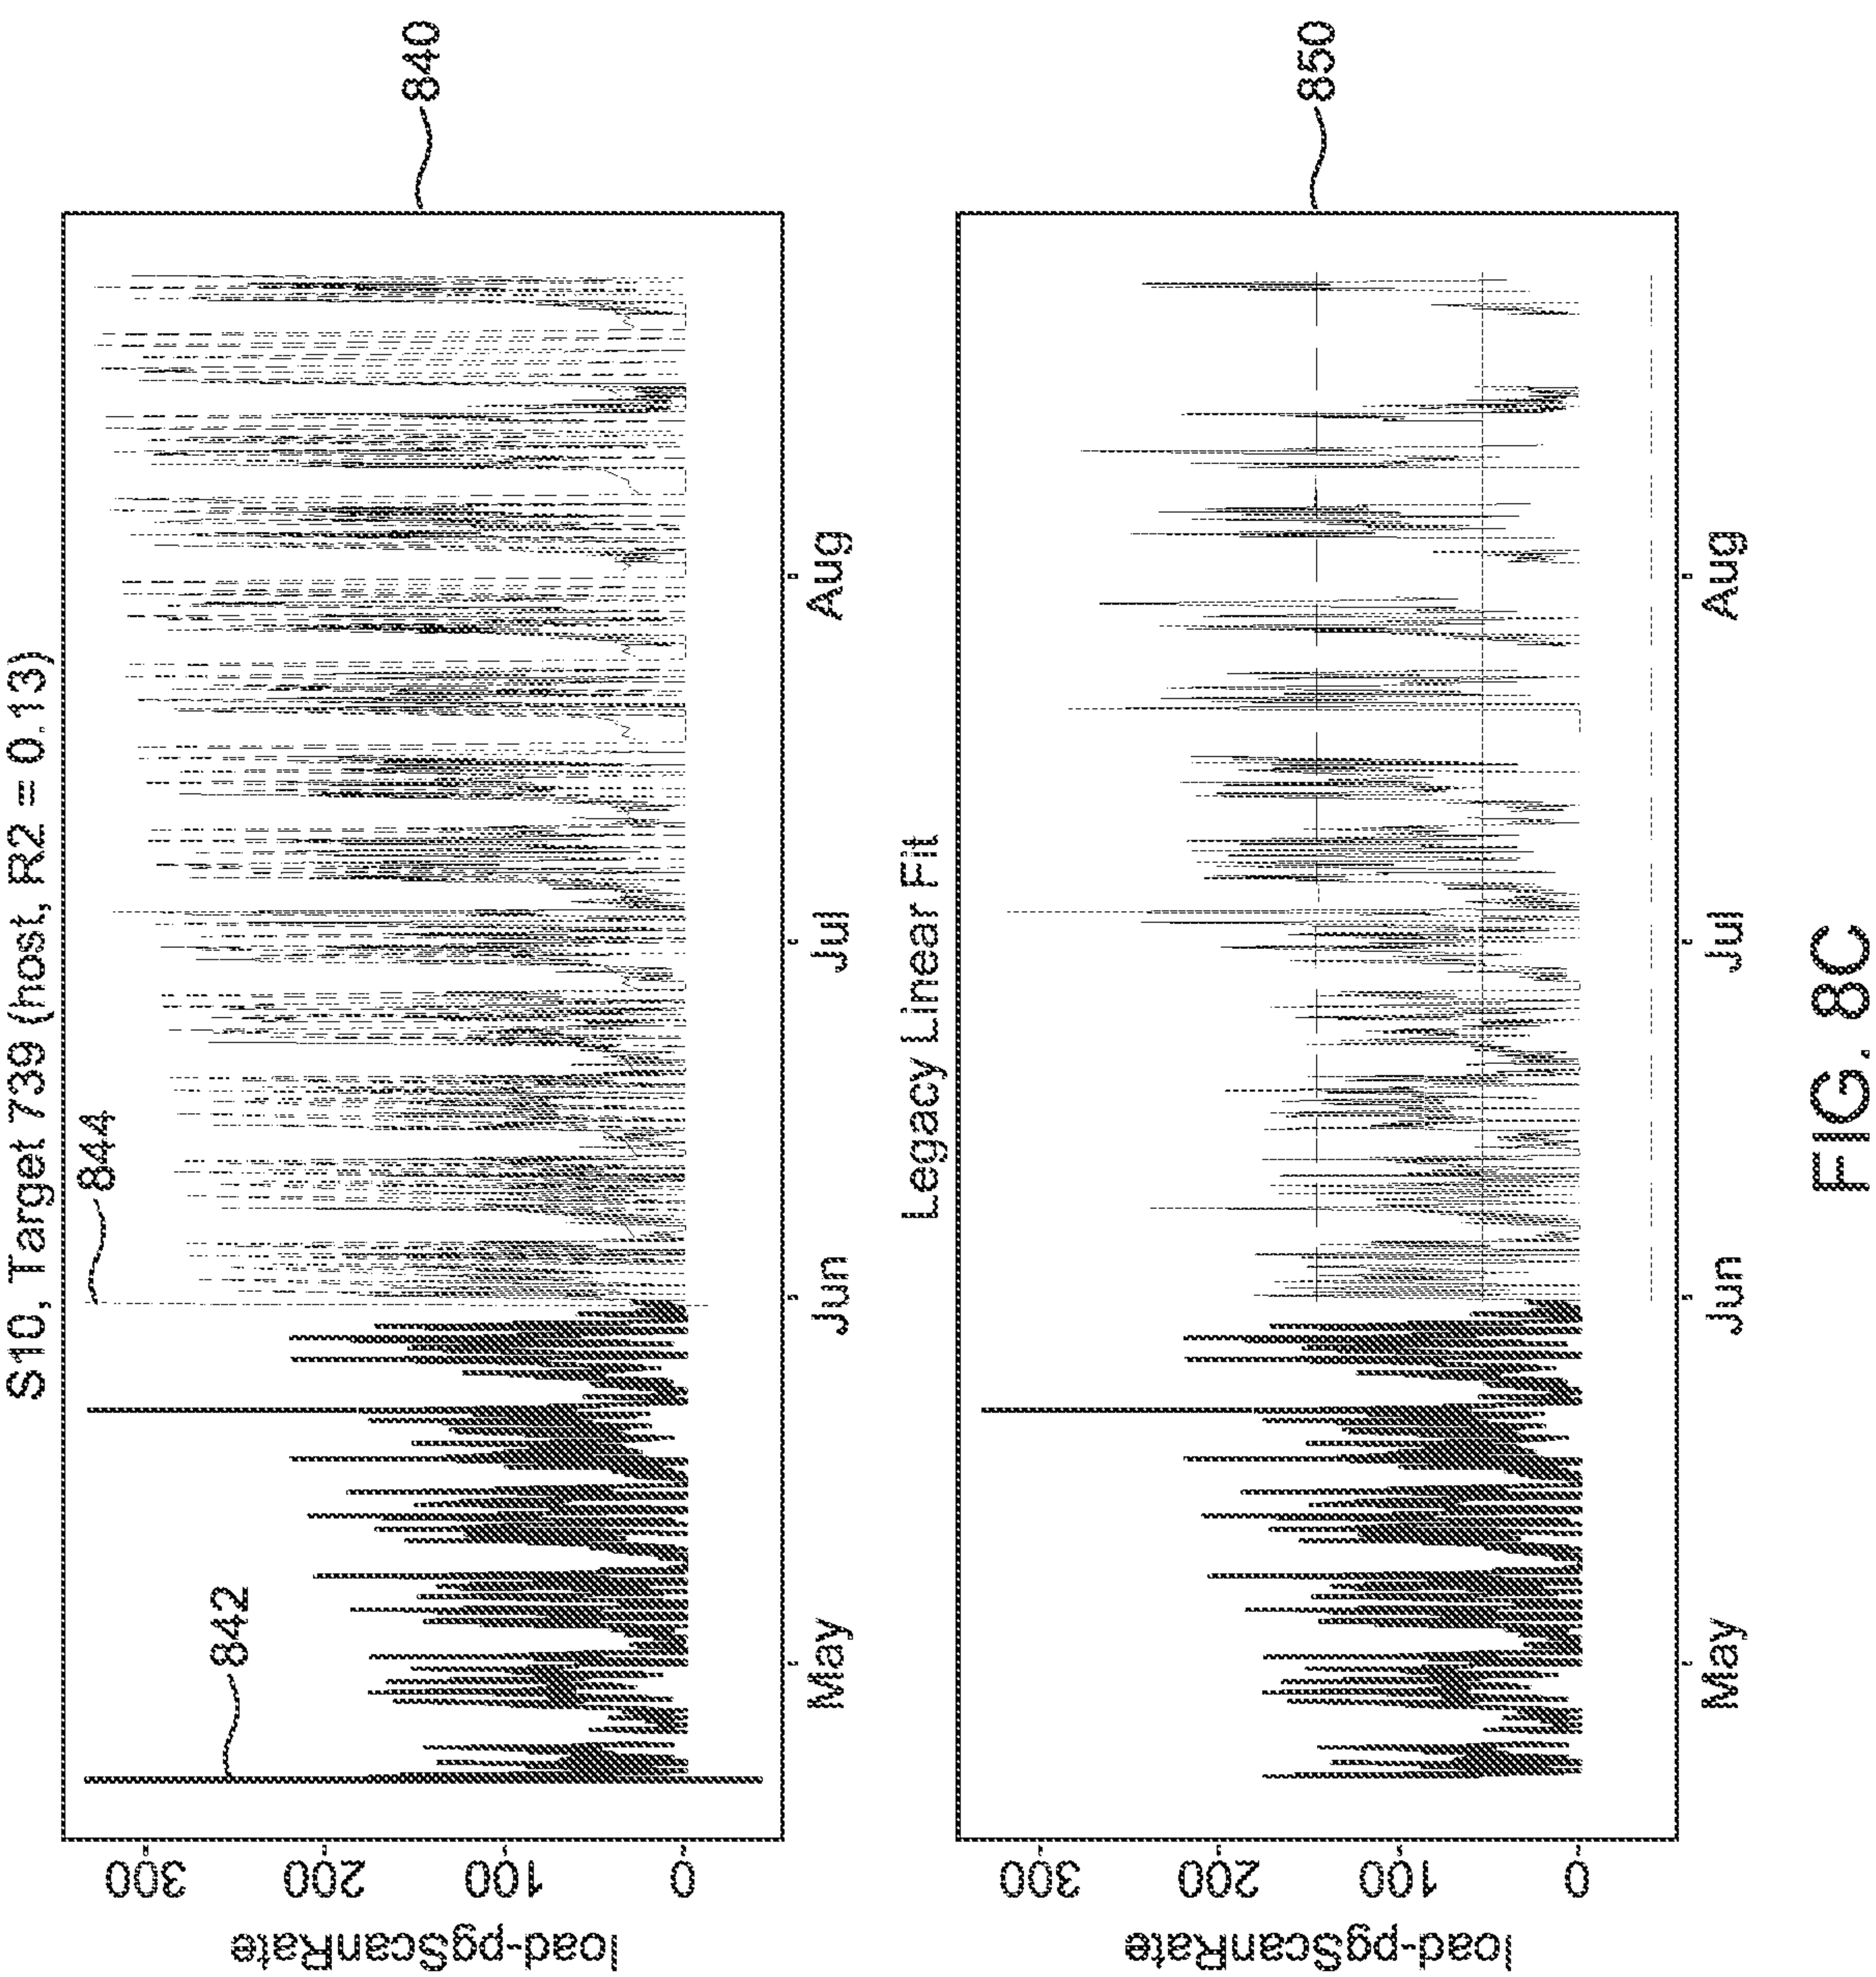 S10, Target 739 (host, R2 = 0.13)
load-pgScanRate
300
200
100
0
842
844
840
May
Jun
Jul
Aug
Legacy Linear Fit
load-pgScanRate
300
200
100
0
850
May
Jun
Jul
Aug
FIG. 8C